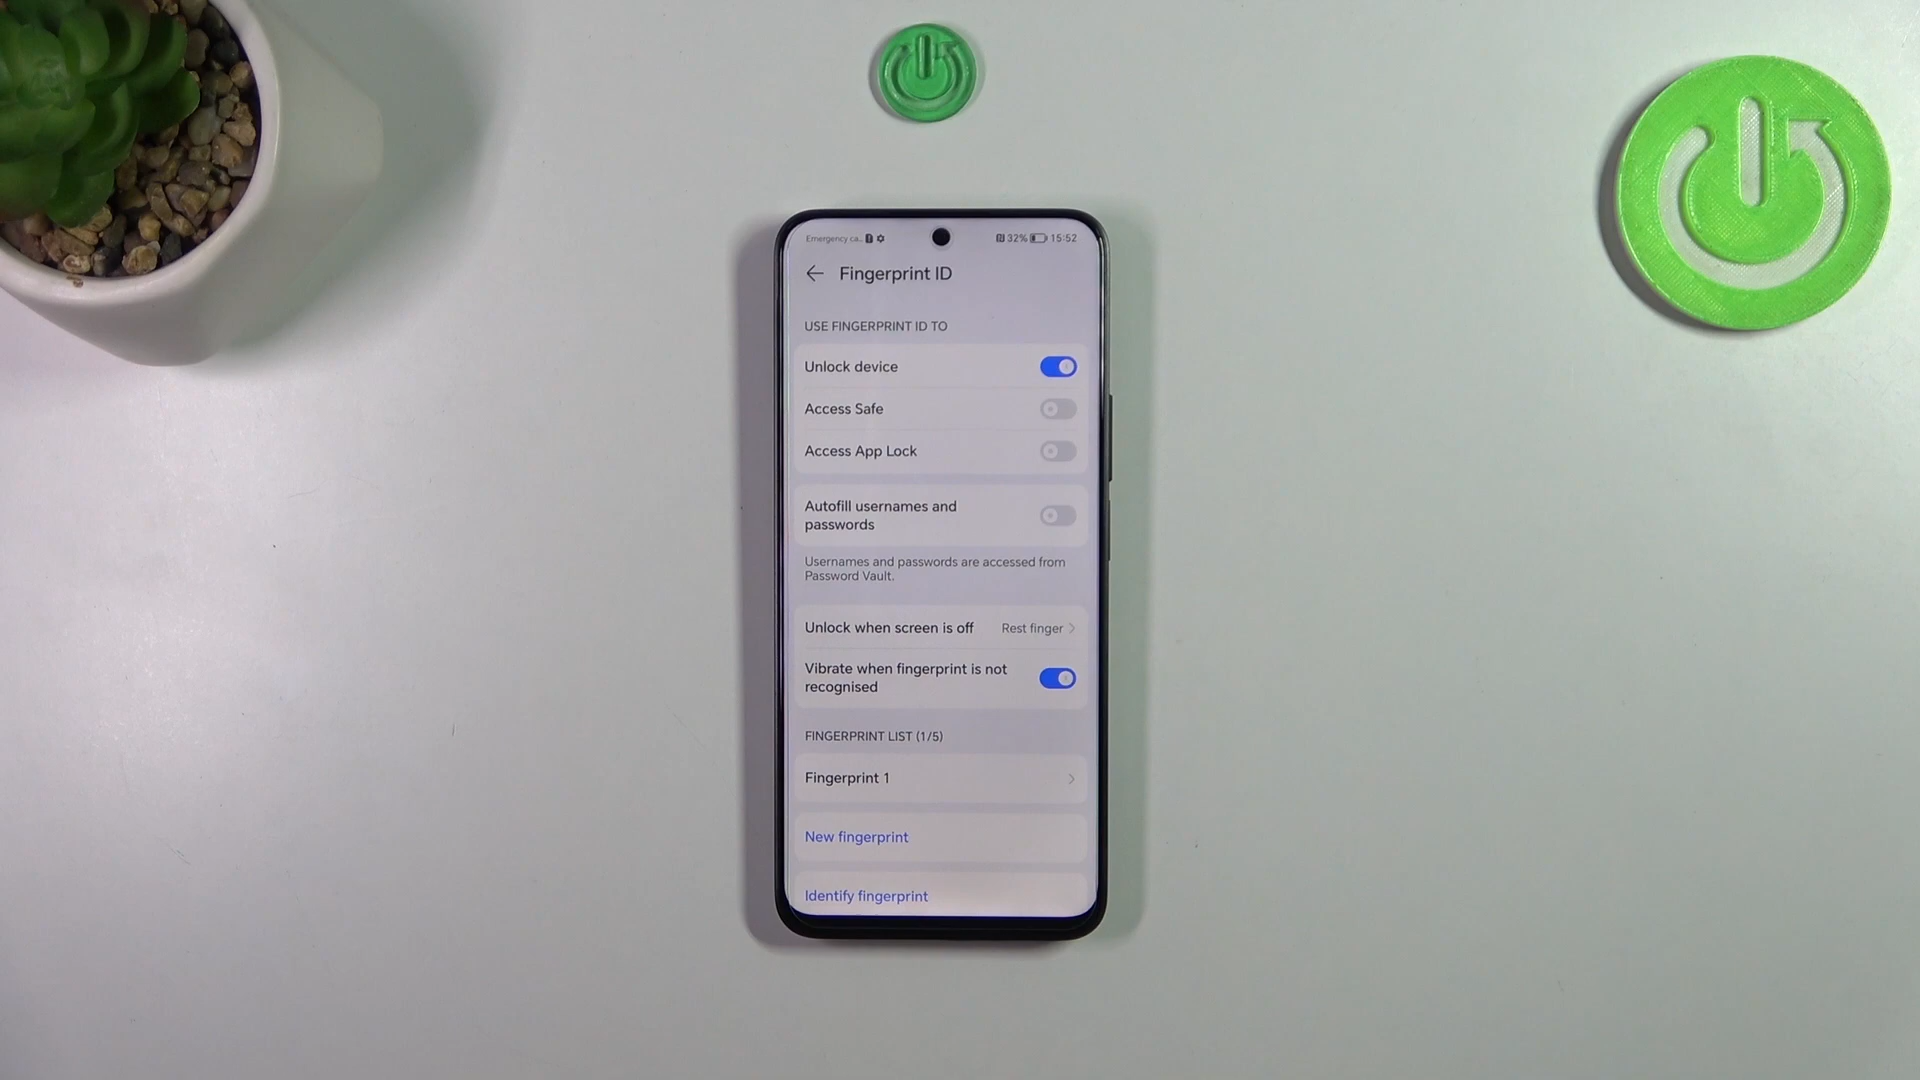 Emergency ca... 32% 15:52
Fingerprint ID
USE FINGERPRINT ID TO
Unlock device
Access Safe
Access App Lock
Autofill usernames and
passwords
Usernames and passwords are accessed from
Password Vault.
Unlock when screen is off Rest finger
Vibrate when fingerprint is not
recognised
FINGERPRINT LIST (1/5)
Fingerprint 1
New fingerprint
Identify fingerprint